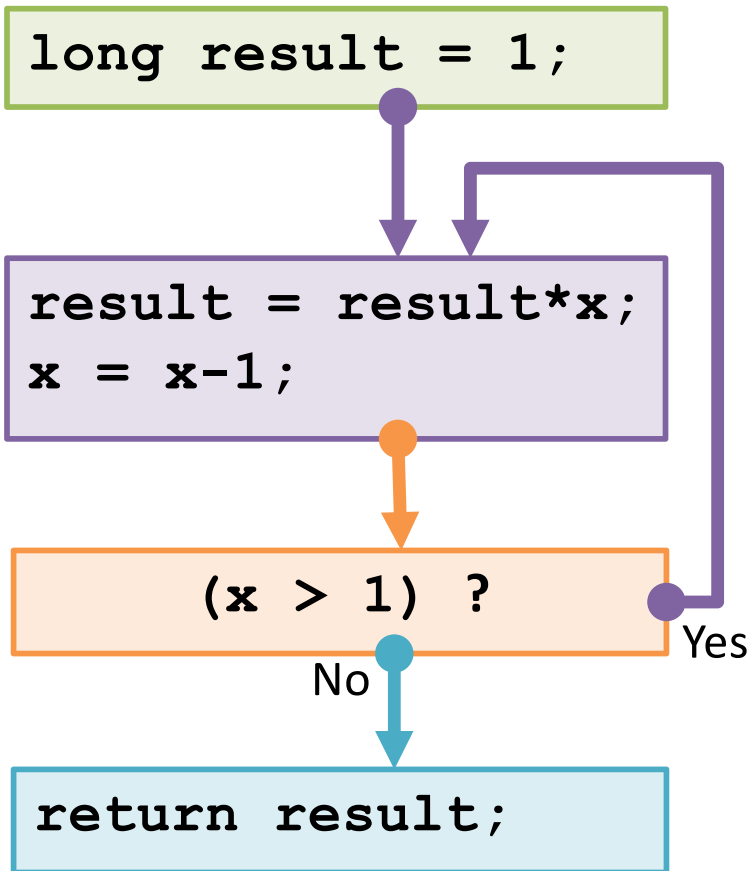 long result = 1;
result = result*x;
x = x-1;
(x > 1) ?
Yes
No
return result;